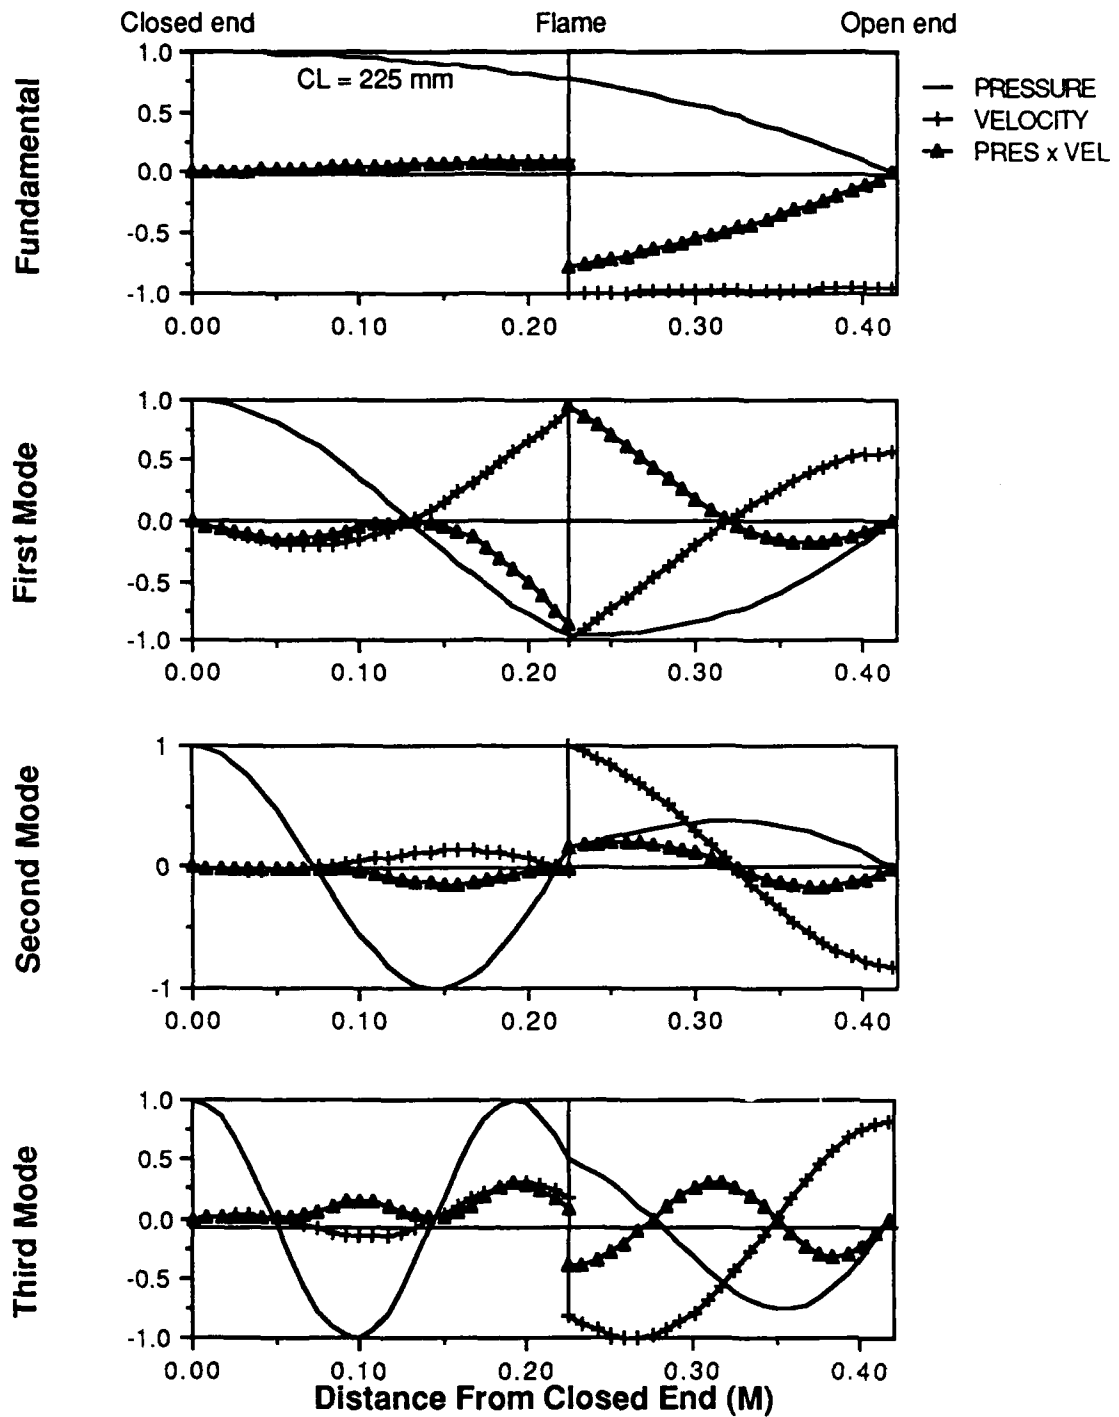 Closed end Flame Open end
Fundamental
1.0
0.5
0.0
-0.5
-1.0
CL = 225 mm
PRESSURE
VELOCITY
PRES x VEL
0.00 0.10 0.20 0.30 0.40
First Mode
1.0
0.5
0.0
-0.5
-1.0
0.00 0.10 0.20 0.30 0.40
Second Mode
1
0
-1
0.00 0.10 0.20 0.30 0.40
Third Mode
1.0
0.5
0.0
-0.5
-1.0
0.00 0.10 0.20 0.30 0.40
Distance From Closed End (M)